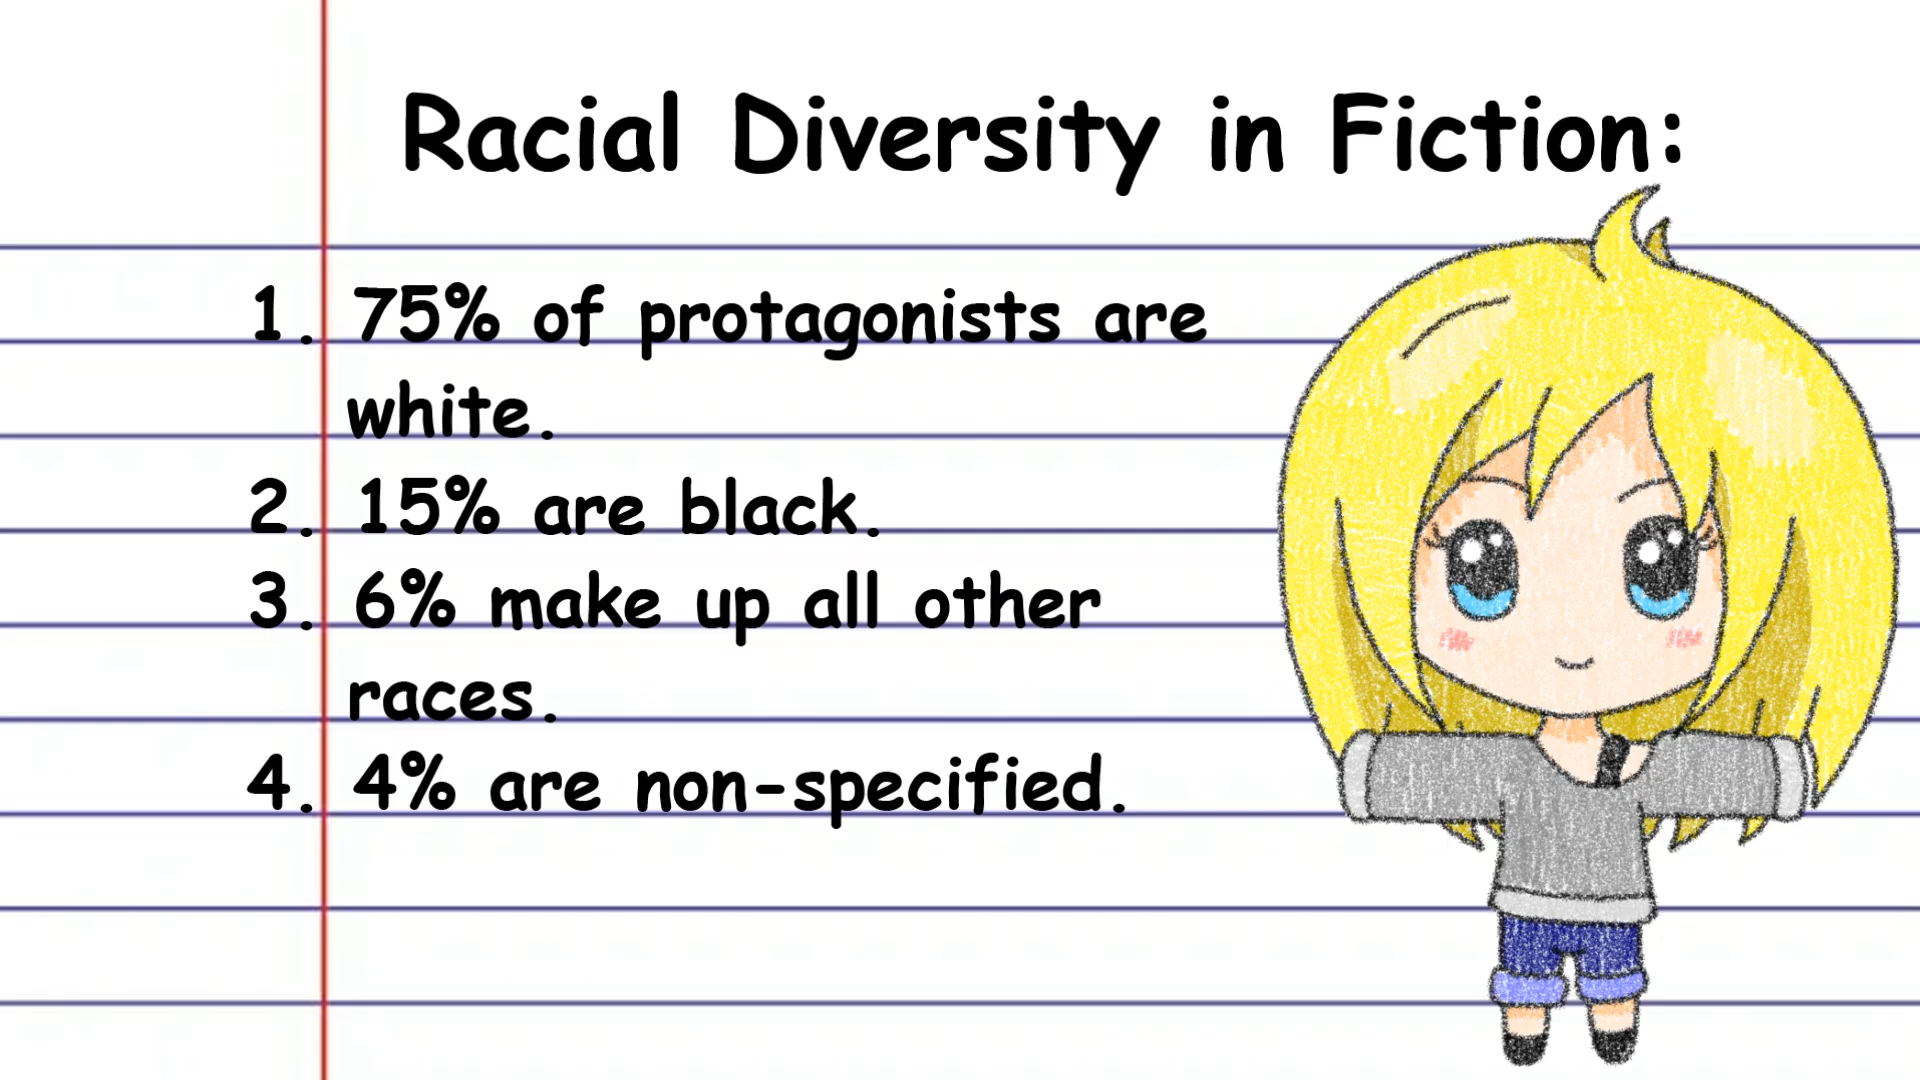 Racial Diversity in Fiction:
1. 75% of protagonists are
white.
2. 15% are black.
3. 6% make up all other
races.
4. 4% are non-specified.